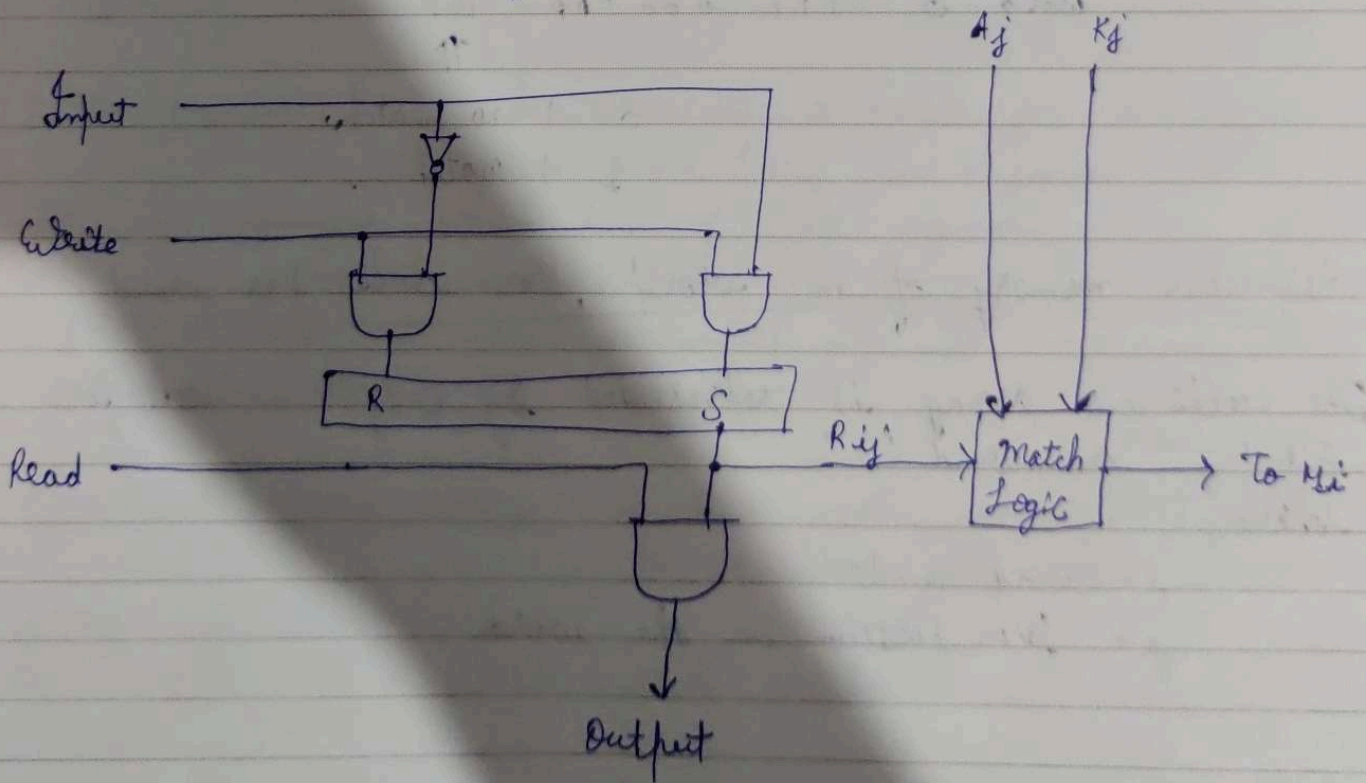 Aj Kj
Input
Write
R S
Rij
Match
Logic
To Mi
Read
Output